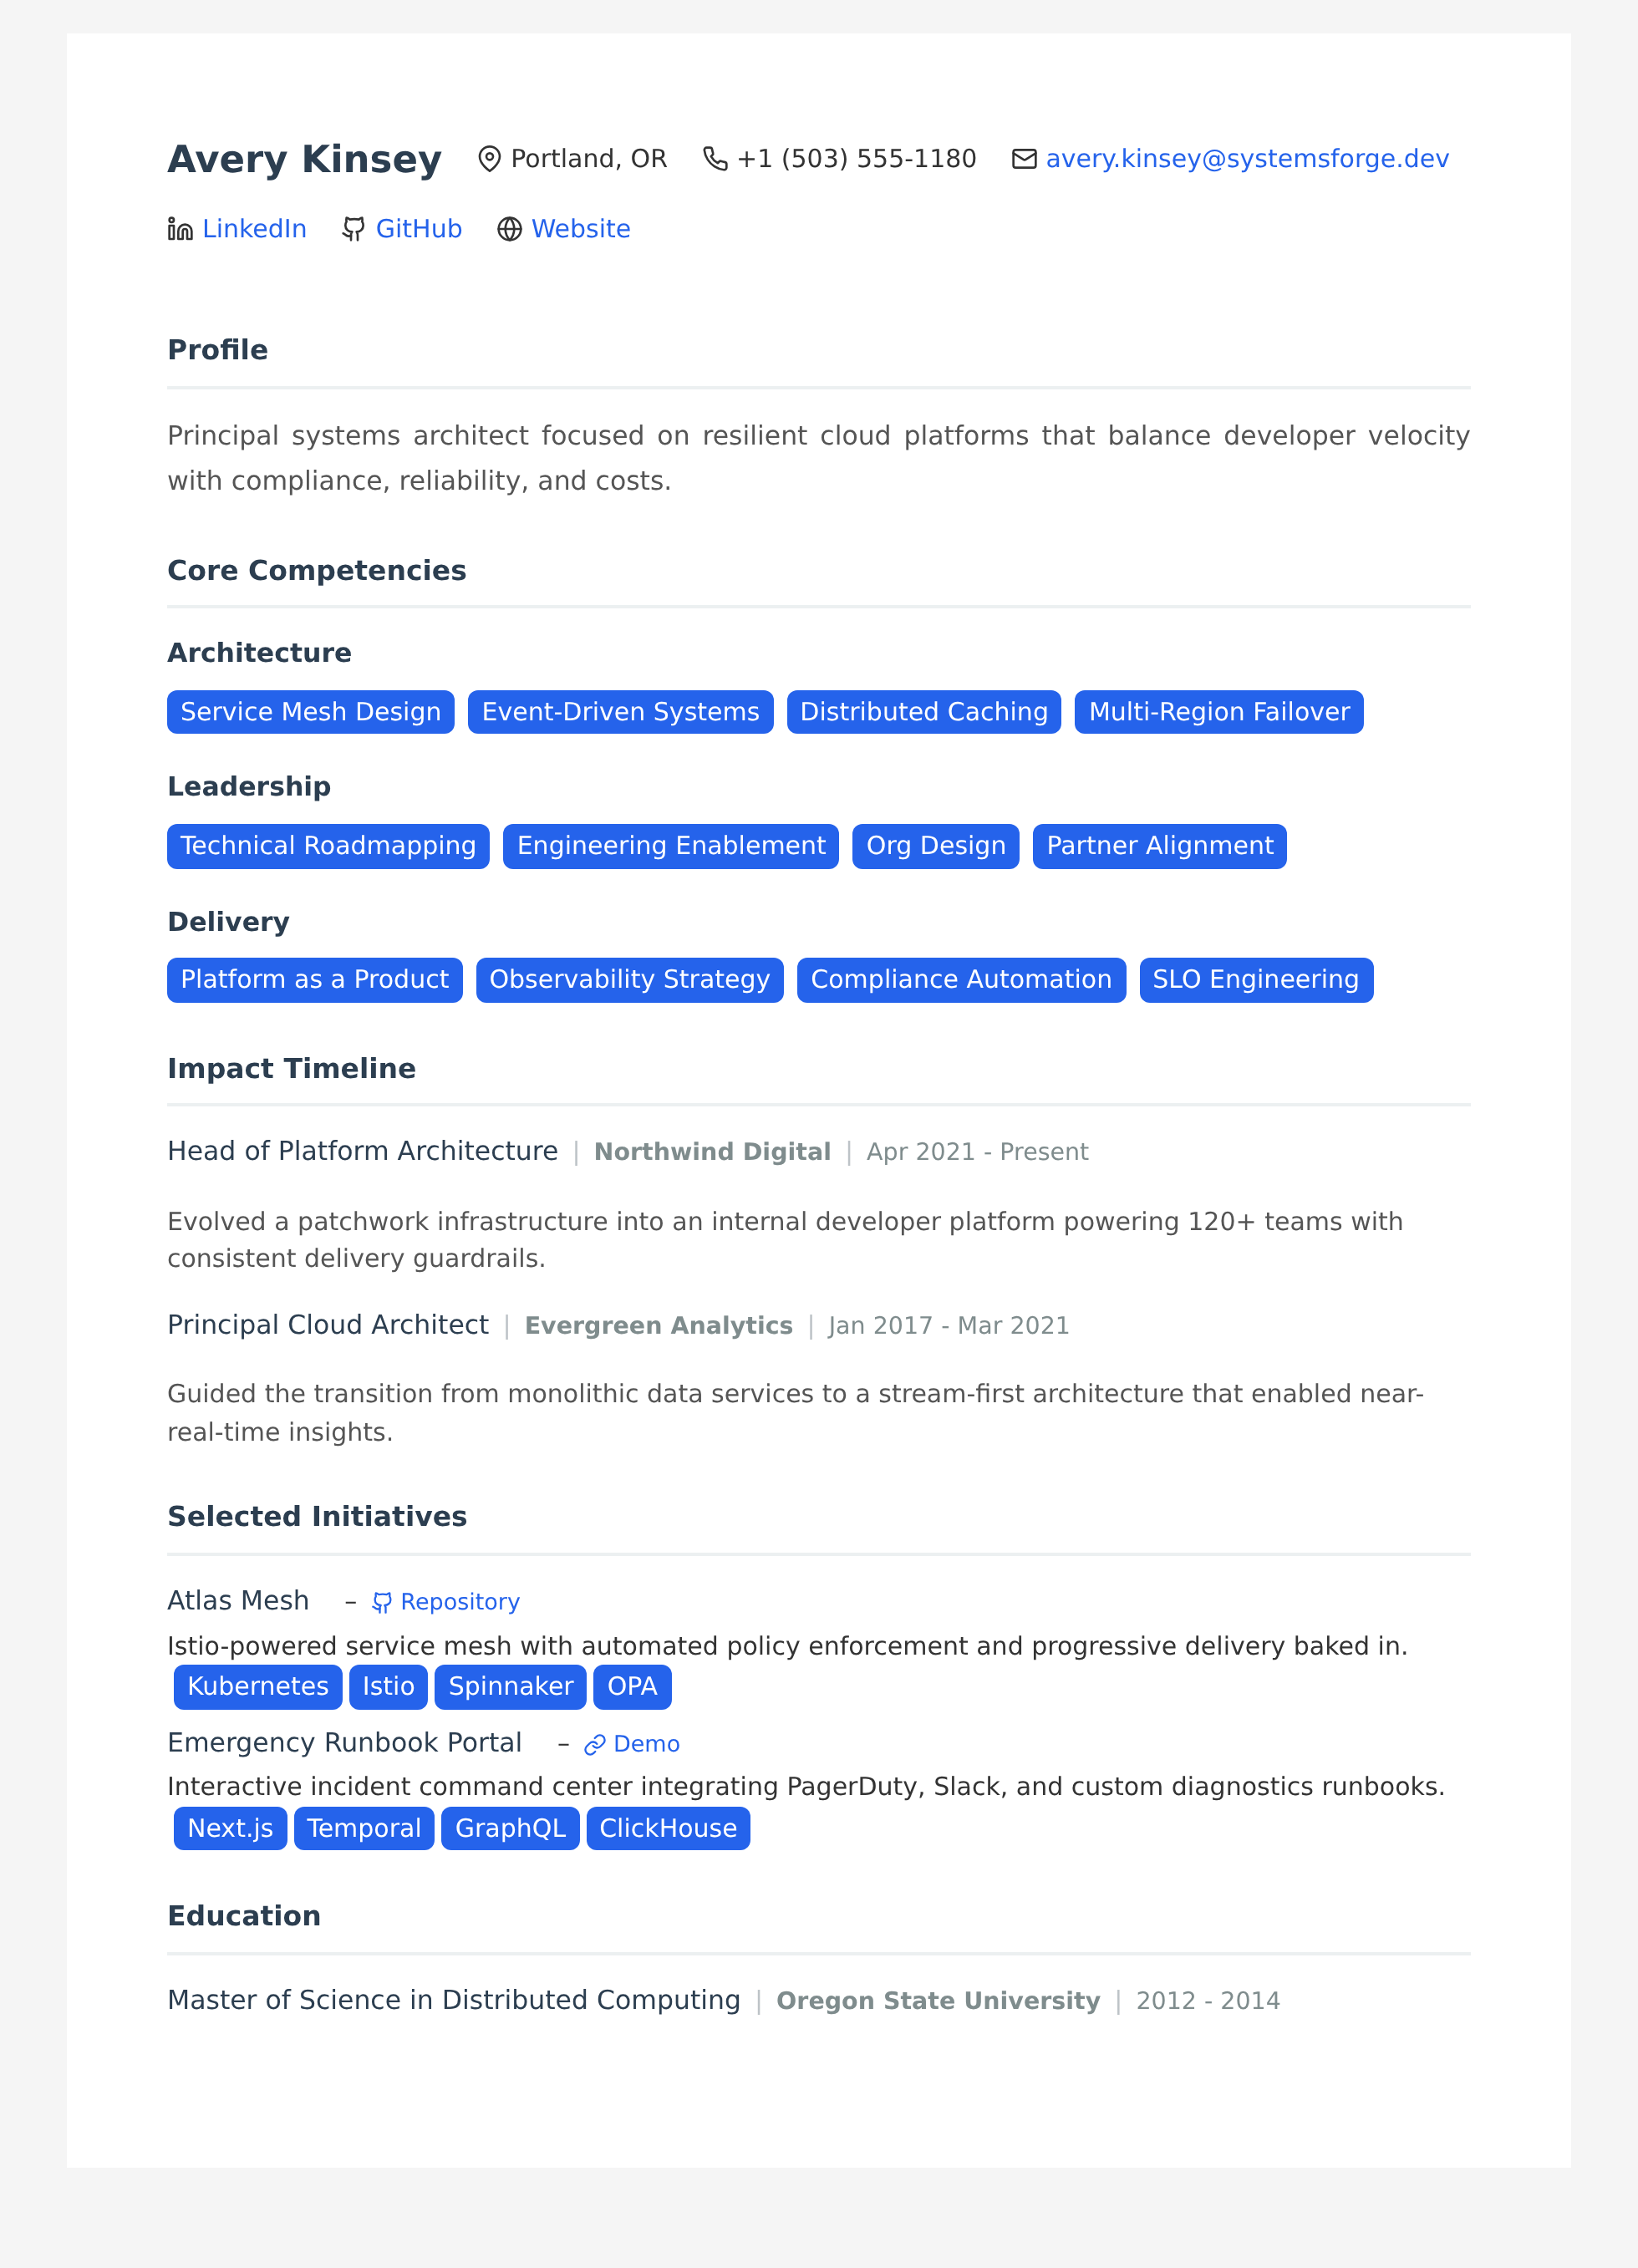 Avery Kinsey Portland, OR +1 (503) 555-1180 avery.kinsey@systemsforge.dev
LinkedIn GitHub Website
Profile
Principal systems architect focused on resilient cloud platforms that balance developer velocity
with compliance, reliability, and costs.
Core Competencies
Architecture
Service Mesh Design Event-Driven Systems Distributed Caching Multi-Region Failover
Leadership
Technical Roadmapping Engineering Enablement Org Design Partner Alignment
Delivery
Platform as a Product Observability Strategy Compliance Automation SLO Engineering
Impact Timeline
Head of Platform Architecture | Northwind Digital | Apr 2021 - Present
Evolved a patchwork infrastructure into an internal developer platform powering 120+ teams with
consistent delivery guardrails.
Principal Cloud Architect | Evergreen Analytics | Jan 2017 - Mar 2021
Guided the transition from monolithic data services to a stream-first architecture that enabled near-
real-time insights.
Selected Initiatives
Atlas Mesh – Repository
Istio-powered service mesh with automated policy enforcement and progressive delivery baked in.
Kubernetes Istio Spinnaker OPA
Emergency Runbook Portal – Demo
Interactive incident command center integrating PagerDuty, Slack, and custom diagnostics runbooks.
Next.js Temporal GraphQL ClickHouse
Education
Master of Science in Distributed Computing | Oregon State University | 2012 - 2014